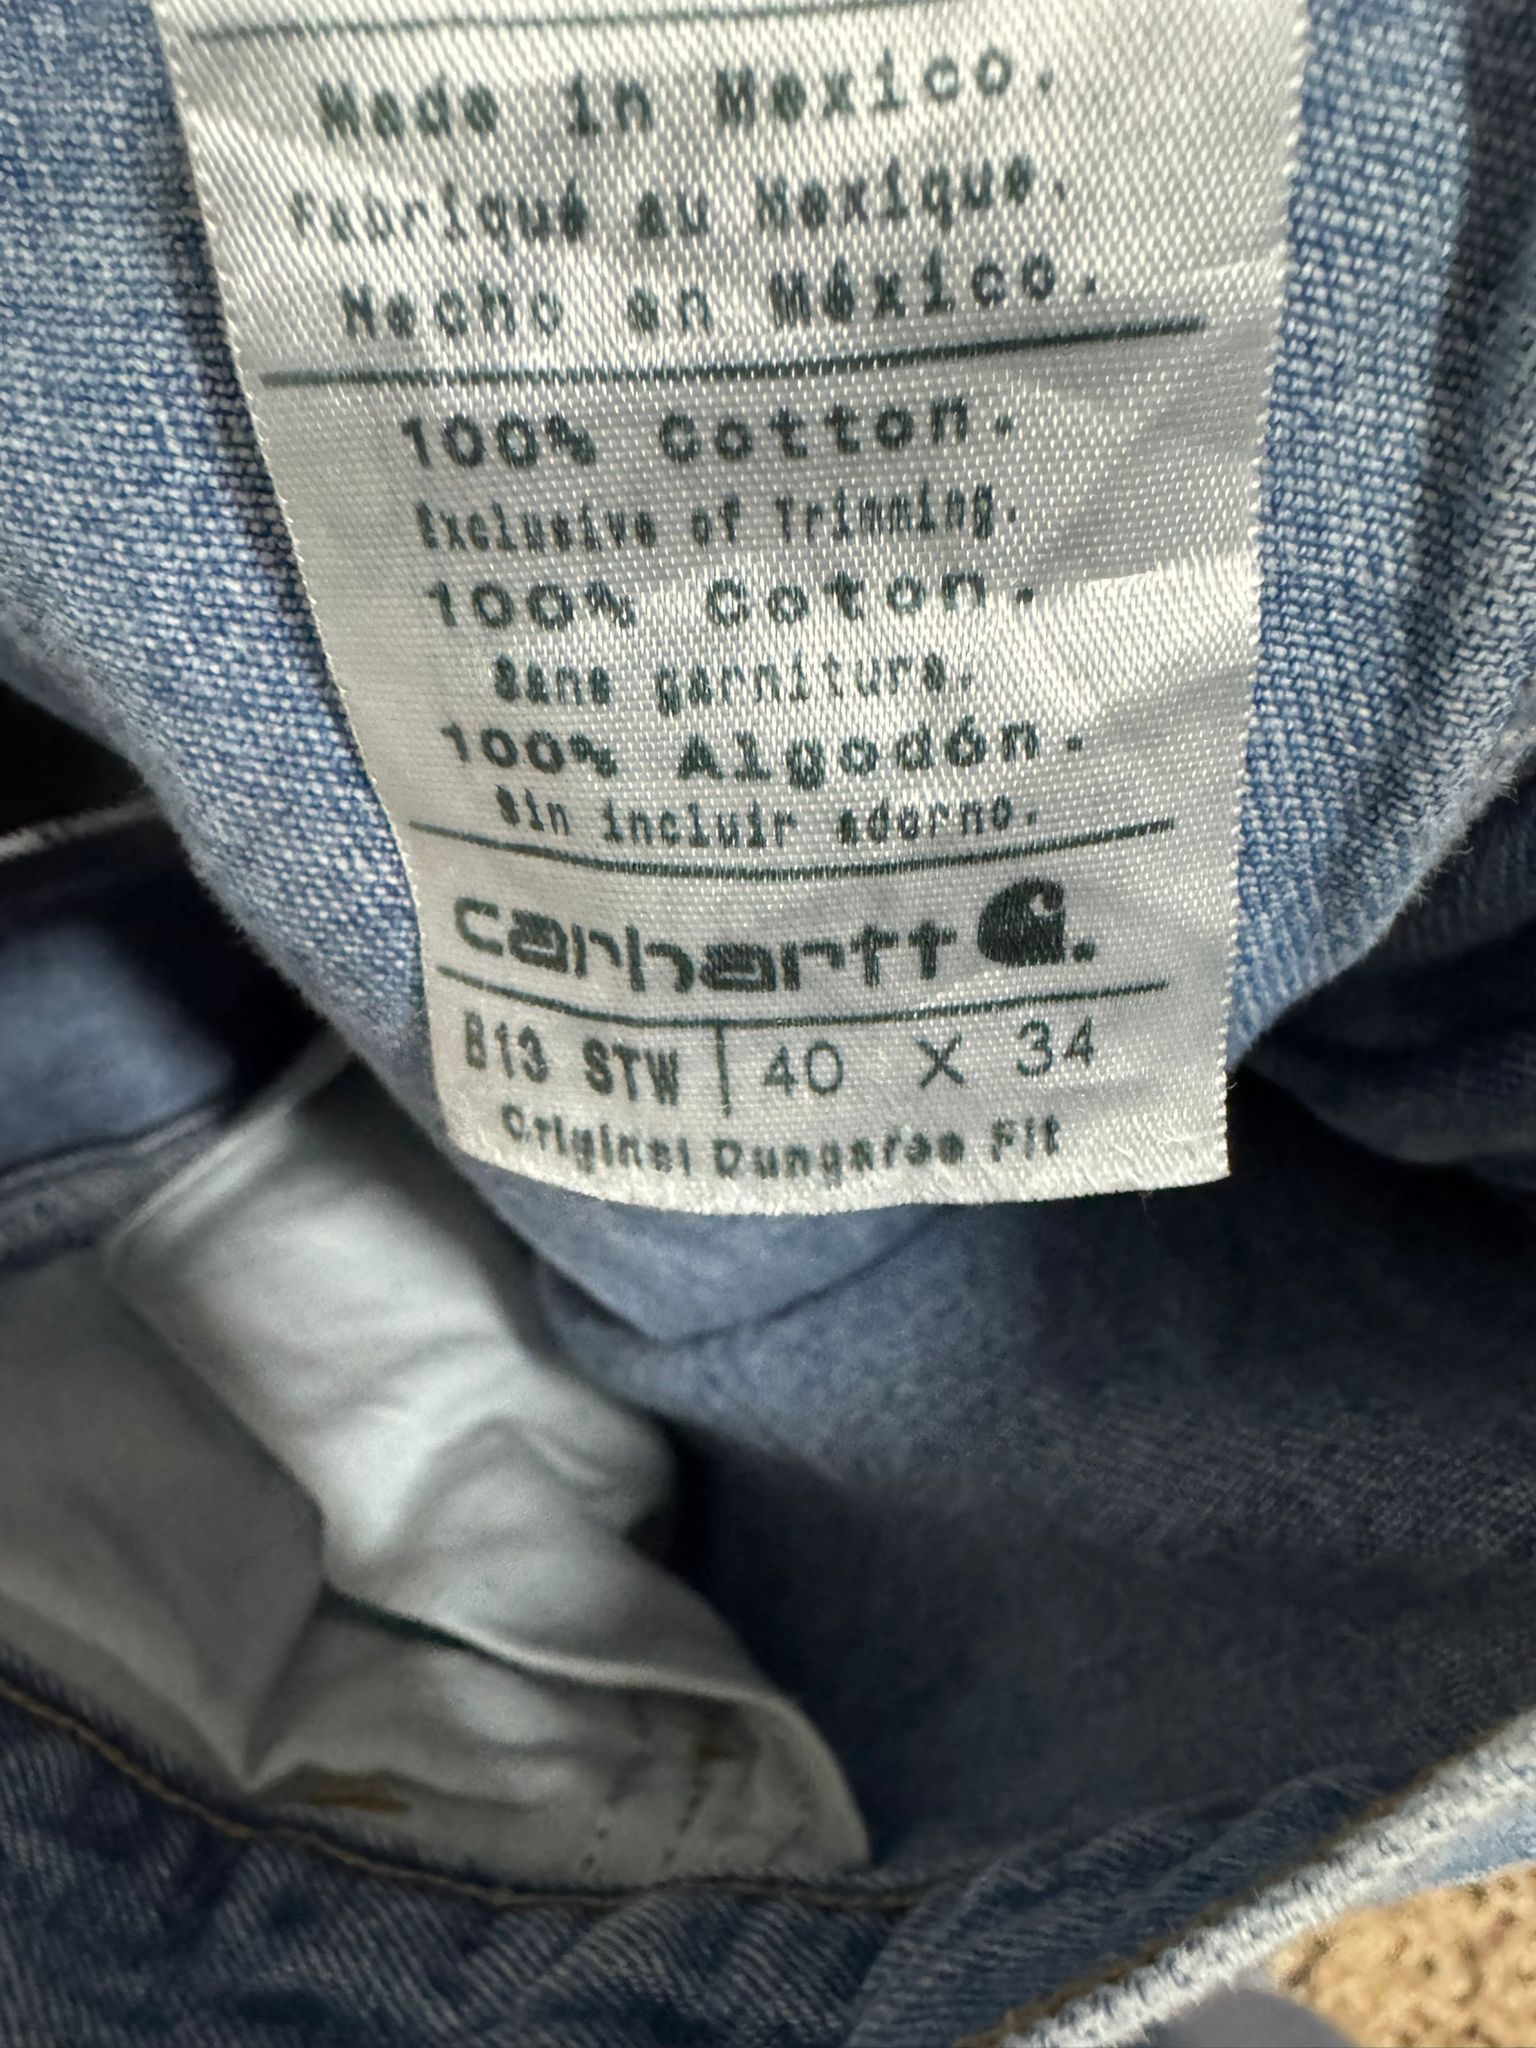 Made in Mexico.
Fabriqué au Mexique.
Hecho en México.
100% Cotton.
Exclusive of Trimming.
100% Coton.
sans garniture.
100% Algodón.
sin incluir adorno.
carhartt.
B13 STW | 40 X 34
Original Dungaree Fit